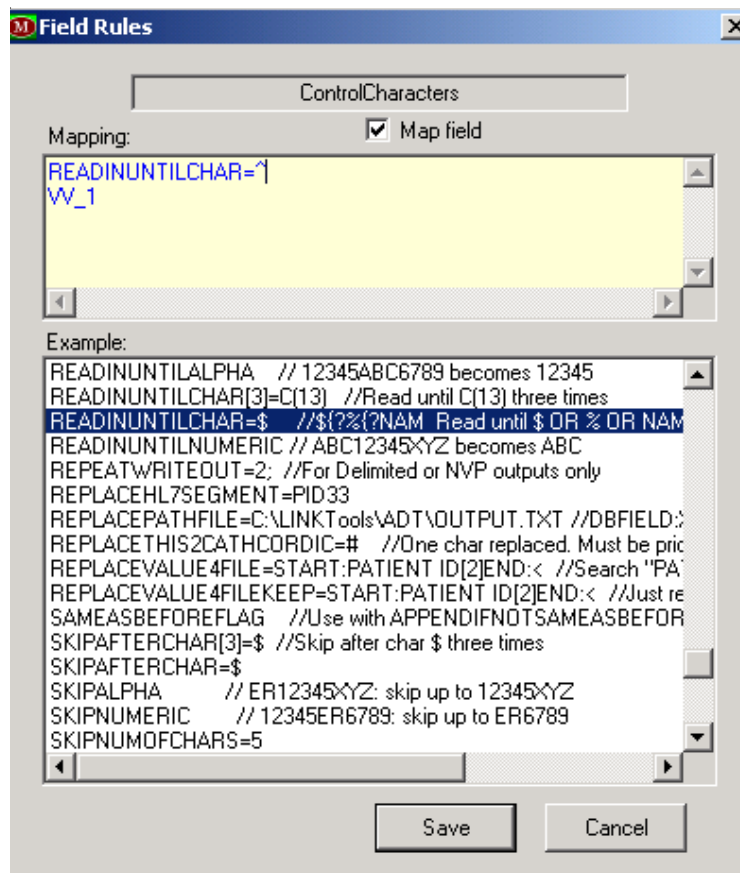 M Field Rules
ControlCharacters
Mapping:
Map field
READINUNTILCHAR=^
VV_1
Example:
READINUNTILALPHA // 12345ABC6789 becomes 12345
READINUNTILCHAR[3]=C(13) //Read until C(13) three times
READINUNTILCHAR=$ //${?%{?NAM Read until $ OR % OR NAM
READINUNTILNUMERIC // ABC12345XYZ becomes ABC
REPEATWRITEOUT=2; //For Delimited or NVP outputs only
REPLACEHL7SEGMENT=PID33
REPLACEPATHFILE=C:\LINKTools\ADT\OUTPUT.TXT //DBFIELD:
REPLACETHIS2CATHCORDIC=# //One char replaced. Must be pric
REPLACEVALUE4FILE=START:PATIENT ID[2]END:< //Search "PA
REPLACEVALUE4FILEKEEP=START:PATIENT ID[2]END:< //Just re
SAMEASBEFOREFLAG //Use with APPENDIFNOTSAMEASBEFOR
SKIPAFTERCHAR[3]=$ //Skip after char $ three times
SKIPAFTERCHAR=$
SKIPALPHA // ER12345XYZ: skip up to 12345XYZ
SKIPNUMERIC // 12345ER6789: skip up to ER6789
SKIPNUMOFCHARS=5
Save
Cancel